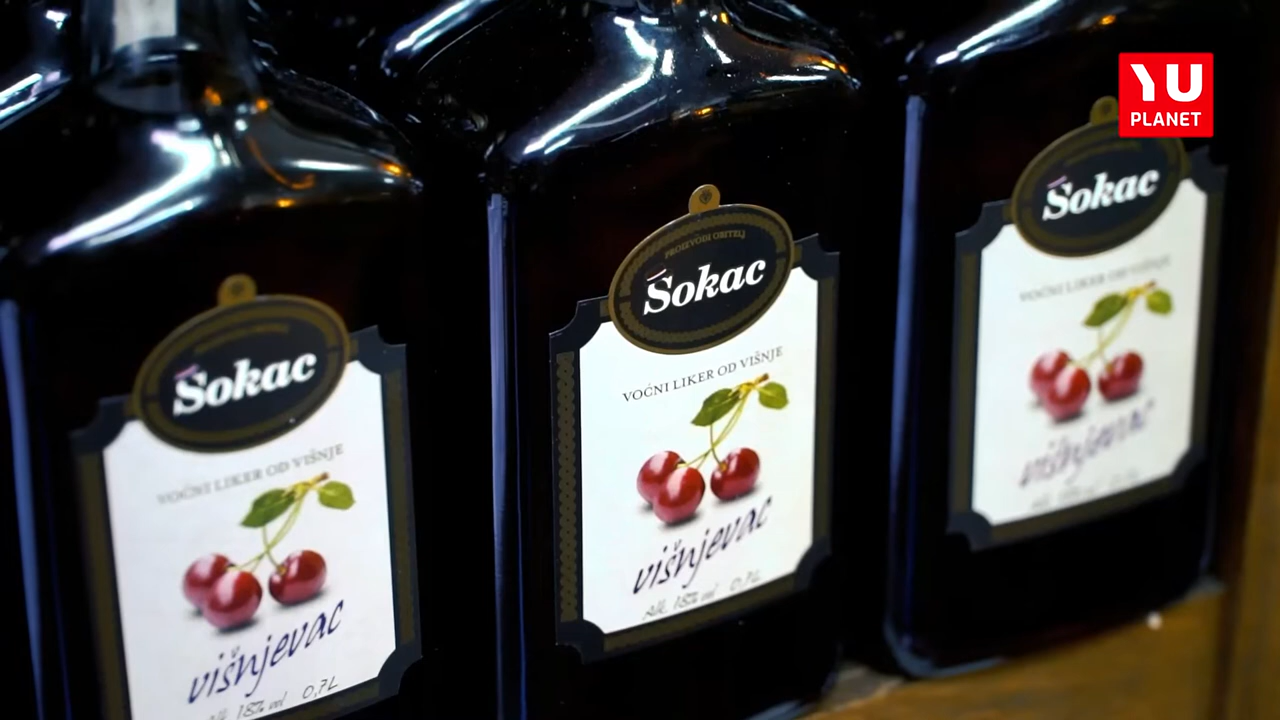 YU
PLANET
Šokac
VOĆNI LIKER OD VIŠNJE
višnjevac
Alk. 18% vol 0,7L
PROIZVODI OBITELJ
Šokac
VOĆNI LIKER OD VIŠNJE
višnjevac
Alk. 18% vol 0,7L
Šokac
VOĆNI LIKER OD VIŠNJE
višnjevac